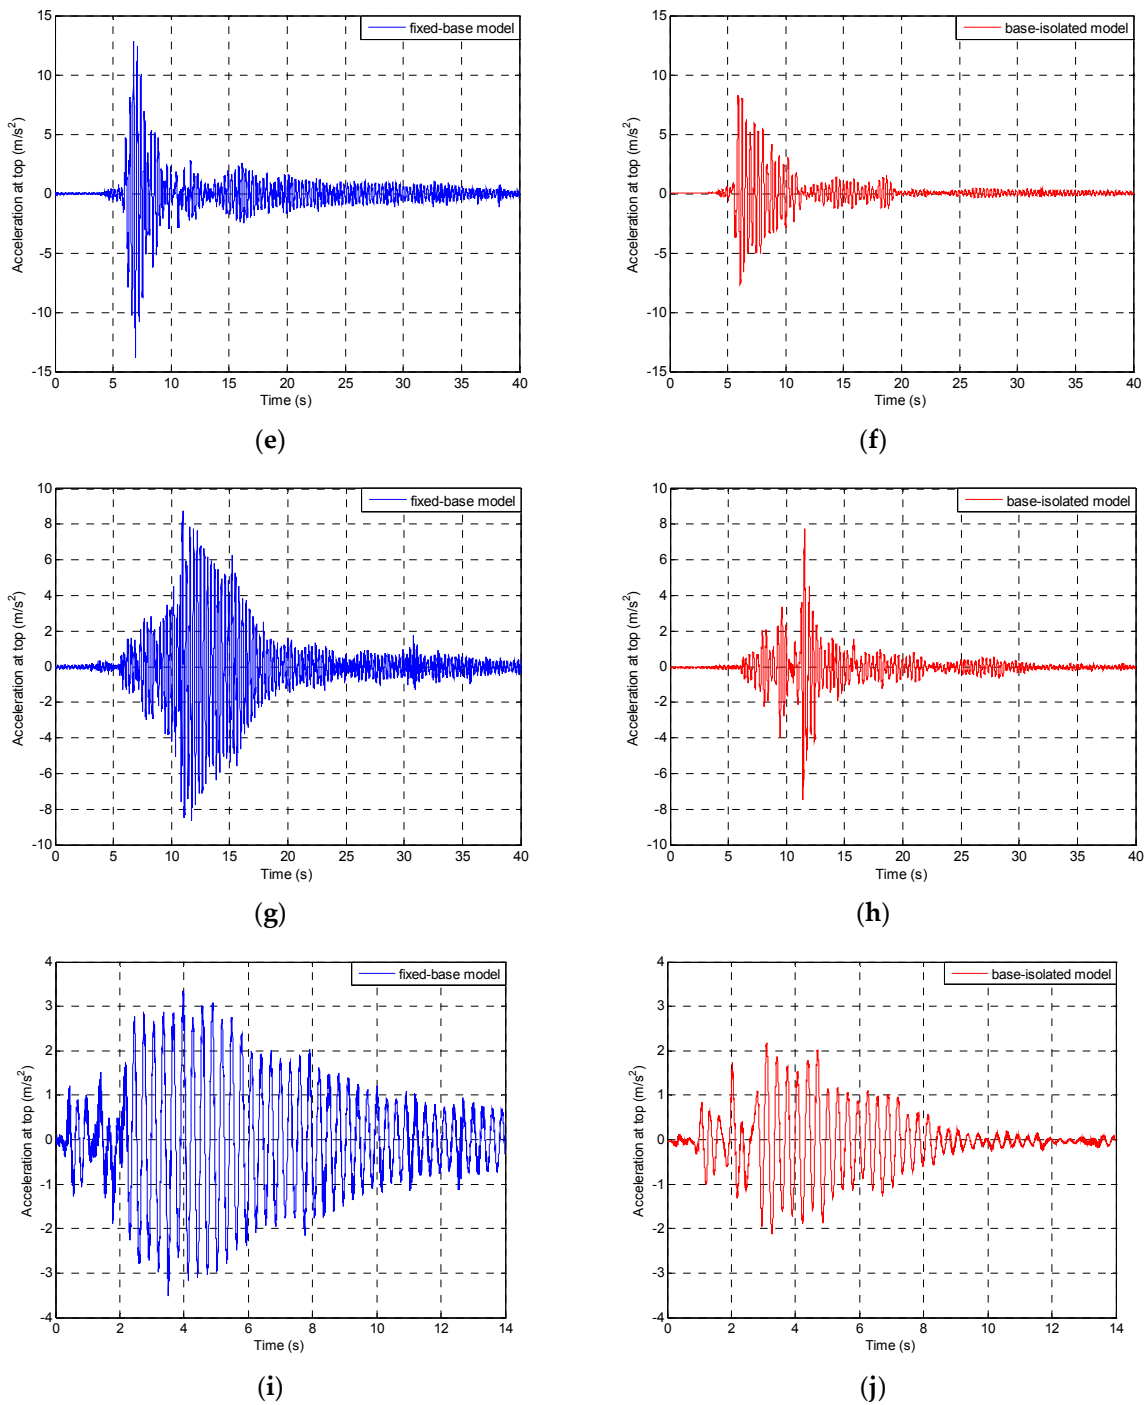 fixed-base model
Acceleration at top (m/s²)
15
10
5
0
-5
-10
-15
0 5 10 15 20 25 30 35 40
Time (s)
(e)
base-isolated model
Acceleration at top (m/s²)
15
10
5
0
-5
-10
-15
0 5 10 15 20 25 30 35 40
Time (s)
(f)
fixed-base model
Acceleration at top (m/s²)
10
8
6
4
2
0
-2
-4
-6
-8
-10
0 5 10 15 20 25 30 35 40
Time (s)
(g)
base-isolated model
Acceleration at top (m/s²)
10
8
6
4
2
0
-2
-4
-6
-8
-10
0 5 10 15 20 25 30 35 40
Time (s)
(h)
fixed-base model
Acceleration at top (m/s²)
4
3
2
1
0
-1
-2
-3
-4
0 2 4 6 8 10 12 14
Time (s)
(i)
base-isolated model
Acceleration at top (m/s²)
4
3
2
1
0
-1
-2
-3
-4
0 2 4 6 8 10 12 14
Time (s)
(j)